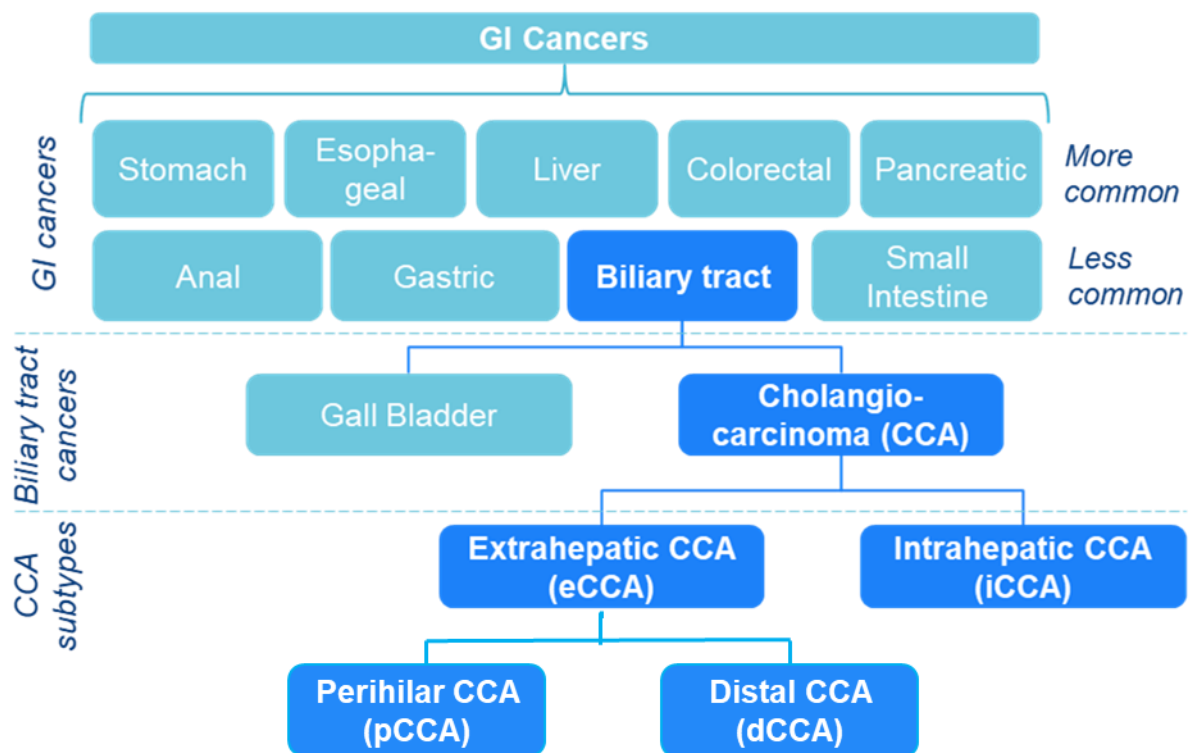 GI Cancers
GI cancers
Stomach
Esopha-
geal
Liver
Colorectal
Pancreatic
More
common
Anal
Gastric
Biliary tract
Small
Intestine
Less
common
Biliary tract
cancers
Gall Bladder
Cholangio-
carcinoma (CCA)
CCA
subtypes
Extrahepatic CCA
(eCCA)
Intrahepatic CCA
(iCCA)
Perihilar CCA
(pCCA)
Distal CCA
(dCCA)